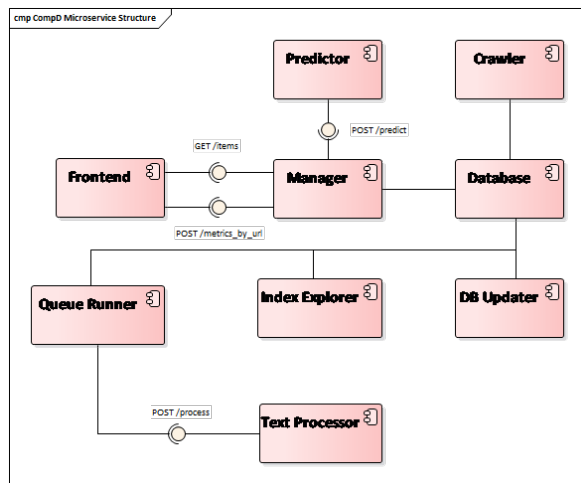 cmp CompD Microservice Structure
Predictor
Crawler
POST /predict
GET /items
Frontend
Manager
Database
POST /metrics_by_url
Queue Runner
Index Explorer
DB Updater
POST /process
Text Processor